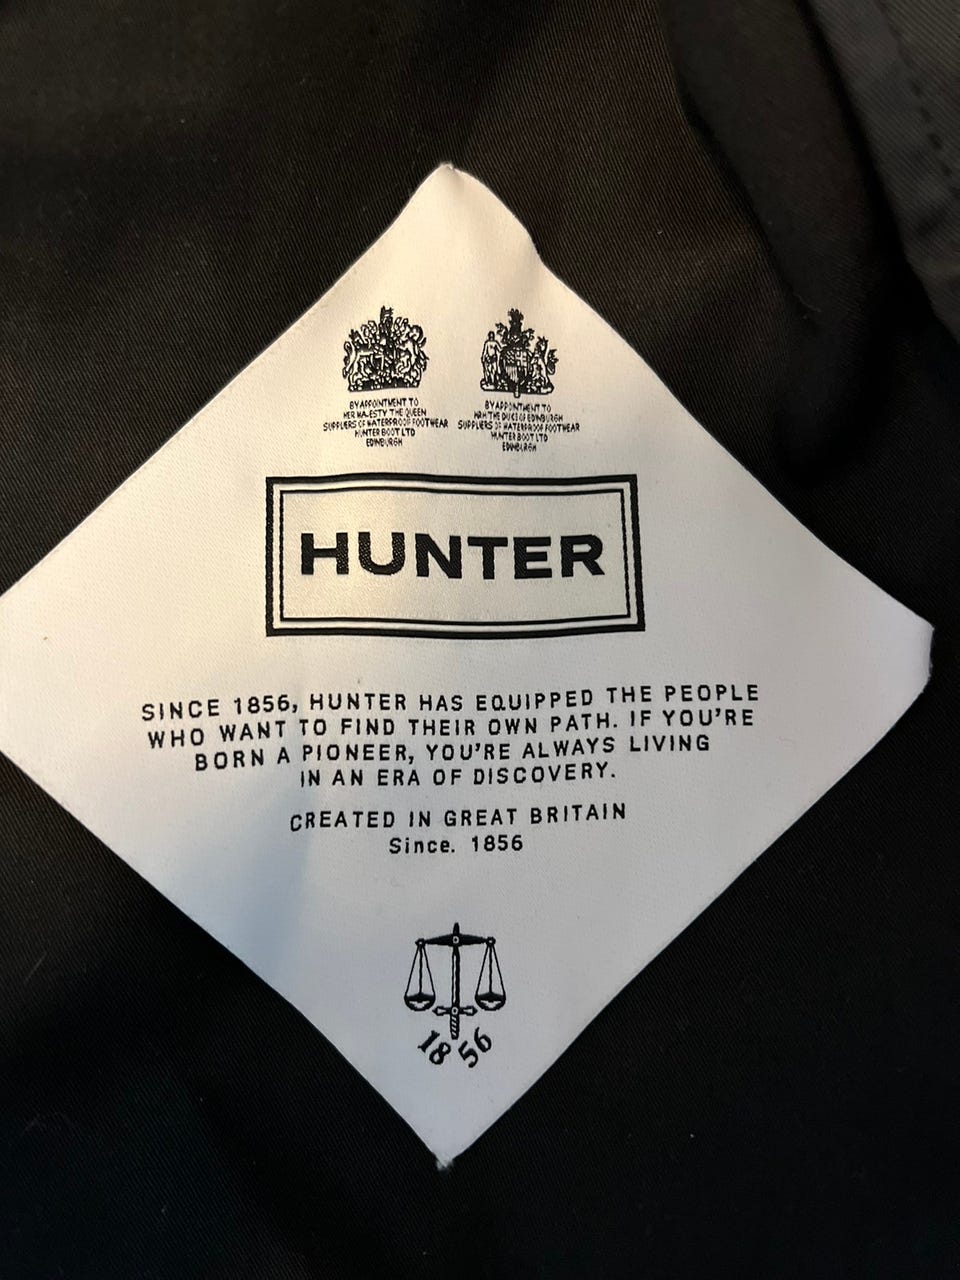 BY APPOINTMENT TO
HER MAJESTY THE QUEEN
SUPPLIERS OF WATERPROOF FOOTWEAR
HUNTER BOOT LTD
EDINBURGH
BY APPOINTMENT TO
HRH THE DUKE OF EDINBURGH
SUPPLIERS OF WATERPROOF FOOTWEAR
HUNTER BOOT LTD
EDINBURGH
HUNTER
SINCE 1856, HUNTER HAS EQUIPPED THE PEOPLE
WHO WANT TO FIND THEIR OWN PATH. IF YOU'RE
BORN A PIONEER, YOU'RE ALWAYS LIVING
IN AN ERA OF DISCOVERY.
CREATED IN GREAT BRITAIN
Since. 1856
1856